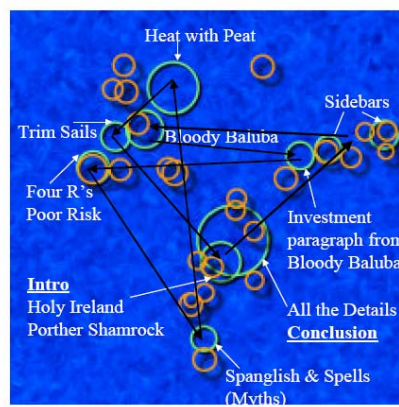 Heat with Peat
Sidebars
Trim Sails
Bloody Baluba
Four R's
Poor Risk
Investment
paragraph from
Bloody Baluba
Intro
Holy Ireland
Porther Shamrock
All the Details
Conclusion
Spanglish & Spells
(Myths)